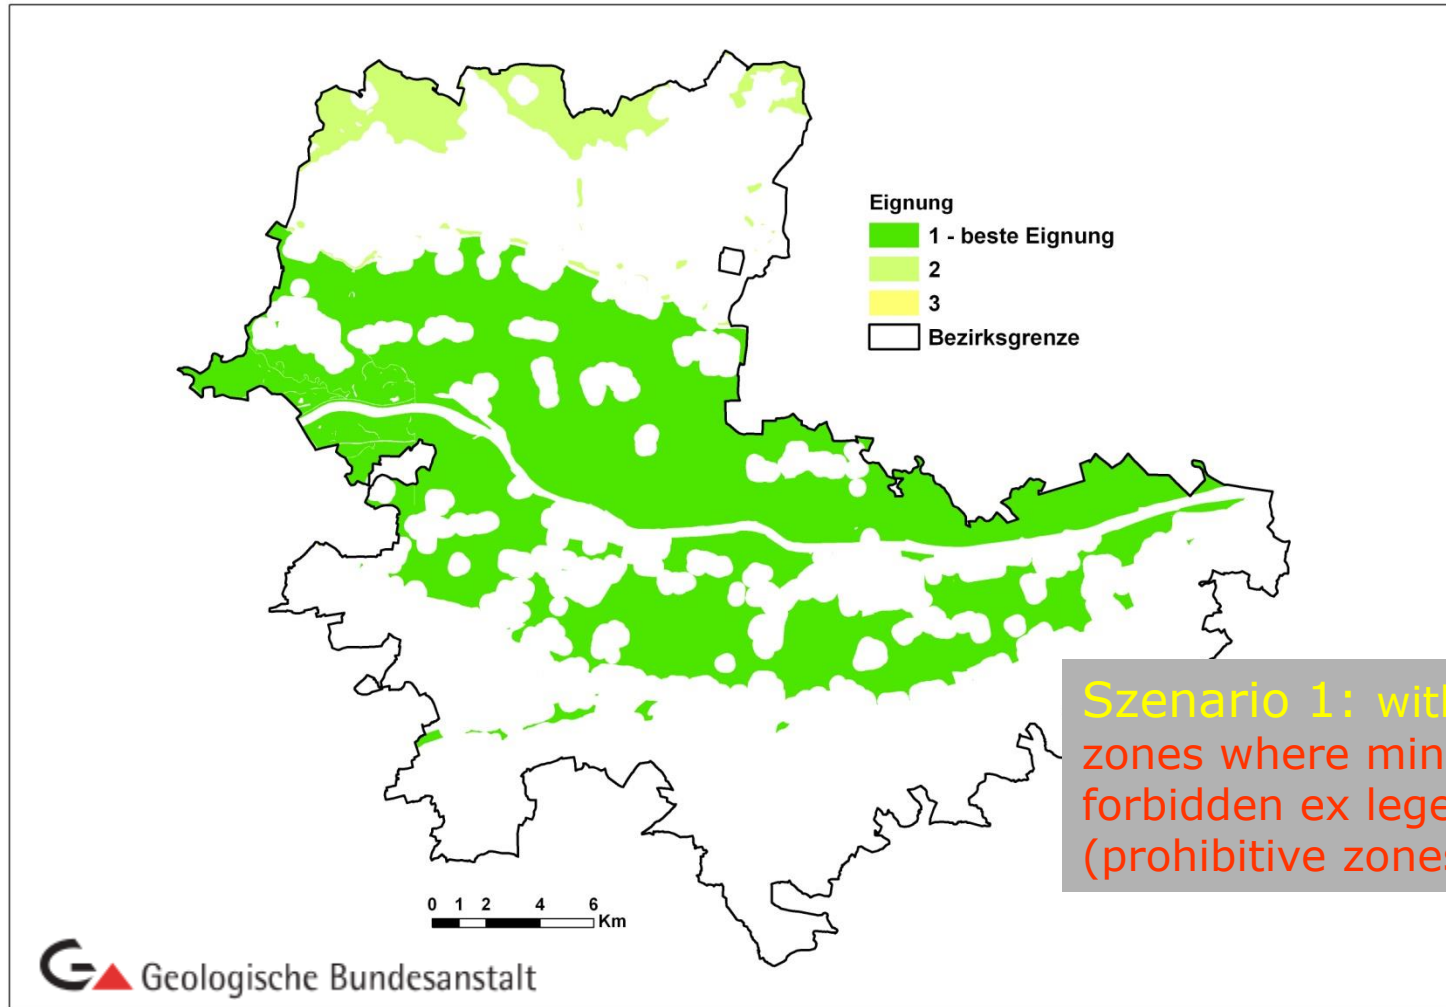 Eignung
1 - beste Eignung
2
3
Bezirksgrenze
Szenario 1:
zones where
forbidden ex lege
(prohibitive
0 1 2 4 6
Km
Geologische Bundesanstalt